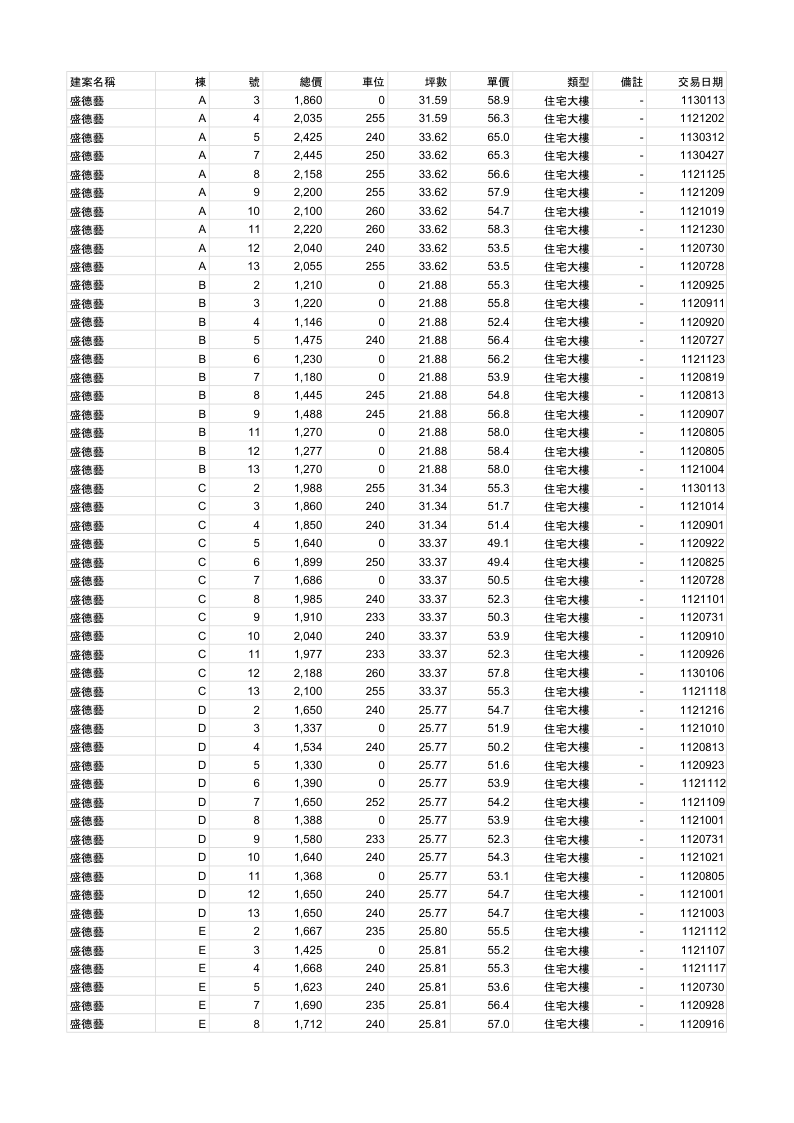 建案名稱 棟 號 總價 車位 坪數 單價 類型 備註 交易日期
盛德藝 A 3 1,860 0 31.59 58.9 住宅大樓 - 1130113
盛德藝 A 4 2,035 255 31.59 56.3 住宅大樓 - 1121202
盛德藝 A 5 2,425 240 33.62 65.0 住宅大樓 - 1130312
盛德藝 A 7 2,445 250 33.62 65.3 住宅大樓 - 1130427
盛德藝 A 8 2,158 255 33.62 56.6 住宅大樓 - 1121125
盛德藝 A 9 2,200 255 33.62 57.9 住宅大樓 - 1121209
盛德藝 A 10 2,100 260 33.62 54.7 住宅大樓 - 1121019
盛德藝 A 11 2,220 260 33.62 58.3 住宅大樓 - 1121230
盛德藝 A 12 2,040 240 33.62 53.5 住宅大樓 - 1120730
盛德藝 A 13 2,055 255 33.62 53.5 住宅大樓 - 1120728
盛德藝 B 2 1,210 0 21.88 55.3 住宅大樓 - 1120925
盛德藝 B 3 1,220 0 21.88 55.8 住宅大樓 - 1120911
盛德藝 B 4 1,146 0 21.88 52.4 住宅大樓 - 1120920
盛德藝 B 5 1,475 240 21.88 56.4 住宅大樓 - 1120727
盛德藝 B 6 1,230 0 21.88 56.2 住宅大樓 - 1121123
盛德藝 B 7 1,180 0 21.88 53.9 住宅大樓 - 1120819
盛德藝 B 8 1,445 245 21.88 54.8 住宅大樓 - 1120813
盛德藝 B 9 1,488 245 21.88 56.8 住宅大樓 - 1120907
盛德藝 B 11 1,270 0 21.88 58.0 住宅大樓 - 1120805
盛德藝 B 12 1,277 0 21.88 58.4 住宅大樓 - 1120805
盛德藝 B 13 1,270 0 21.88 58.0 住宅大樓 - 1121004
盛德藝 C 2 1,988 255 31.34 55.3 住宅大樓 - 1130113
盛德藝 C 3 1,860 240 31.34 51.7 住宅大樓 - 1121014
盛德藝 C 4 1,850 240 31.34 51.4 住宅大樓 - 1120901
盛德藝 C 5 1,640 0 33.37 49.1 住宅大樓 - 1120922
盛德藝 C 6 1,899 250 33.37 49.4 住宅大樓 - 1120825
盛德藝 C 7 1,686 0 33.37 50.5 住宅大樓 - 1120728
盛德藝 C 8 1,985 240 33.37 52.3 住宅大樓 - 1121101
盛德藝 C 9 1,910 233 33.37 50.3 住宅大樓 - 1120731
盛德藝 C 10 2,040 240 33.37 53.9 住宅大樓 - 1120910
盛德藝 C 11 1,977 233 33.37 52.3 住宅大樓 - 1120926
盛德藝 C 12 2,188 260 33.37 57.8 住宅大樓 - 1130106
盛德藝 C 13 2,100 255 33.37 55.3 住宅大樓 - 1121118
盛德藝 D 2 1,650 240 25.77 54.7 住宅大樓 - 1121216
盛德藝 D 3 1,337 0 25.77 51.9 住宅大樓 - 1121010
盛德藝 D 4 1,534 240 25.77 50.2 住宅大樓 - 1120813
盛德藝 D 5 1,330 0 25.77 51.6 住宅大樓 - 1120923
盛德藝 D 6 1,390 0 25.77 53.9 住宅大樓 - 1121112
盛德藝 D 7 1,650 252 25.77 54.2 住宅大樓 - 1121109
盛德藝 D 8 1,388 0 25.77 53.9 住宅大樓 - 1121001
盛德藝 D 9 1,580 233 25.77 52.3 住宅大樓 - 1120731
盛德藝 D 10 1,640 240 25.77 54.3 住宅大樓 - 1121021
盛德藝 D 11 1,368 0 25.77 53.1 住宅大樓 - 1120805
盛德藝 D 12 1,650 240 25.77 54.7 住宅大樓 - 1121001
盛德藝 D 13 1,650 240 25.77 54.7 住宅大樓 - 1121003
盛德藝 E 2 1,667 235 25.80 55.5 住宅大樓 - 1121112
盛德藝 E 3 1,425 0 25.81 55.2 住宅大樓 - 1121107
盛德藝 E 4 1,668 240 25.81 55.3 住宅大樓 - 1121117
盛德藝 E 5 1,623 240 25.81 53.6 住宅大樓 - 1120730
盛德藝 E 7 1,690 235 25.81 56.4 住宅大樓 - 1120928
盛德藝 E 8 1,712 240 25.81 57.0 住宅大樓 - 1120916